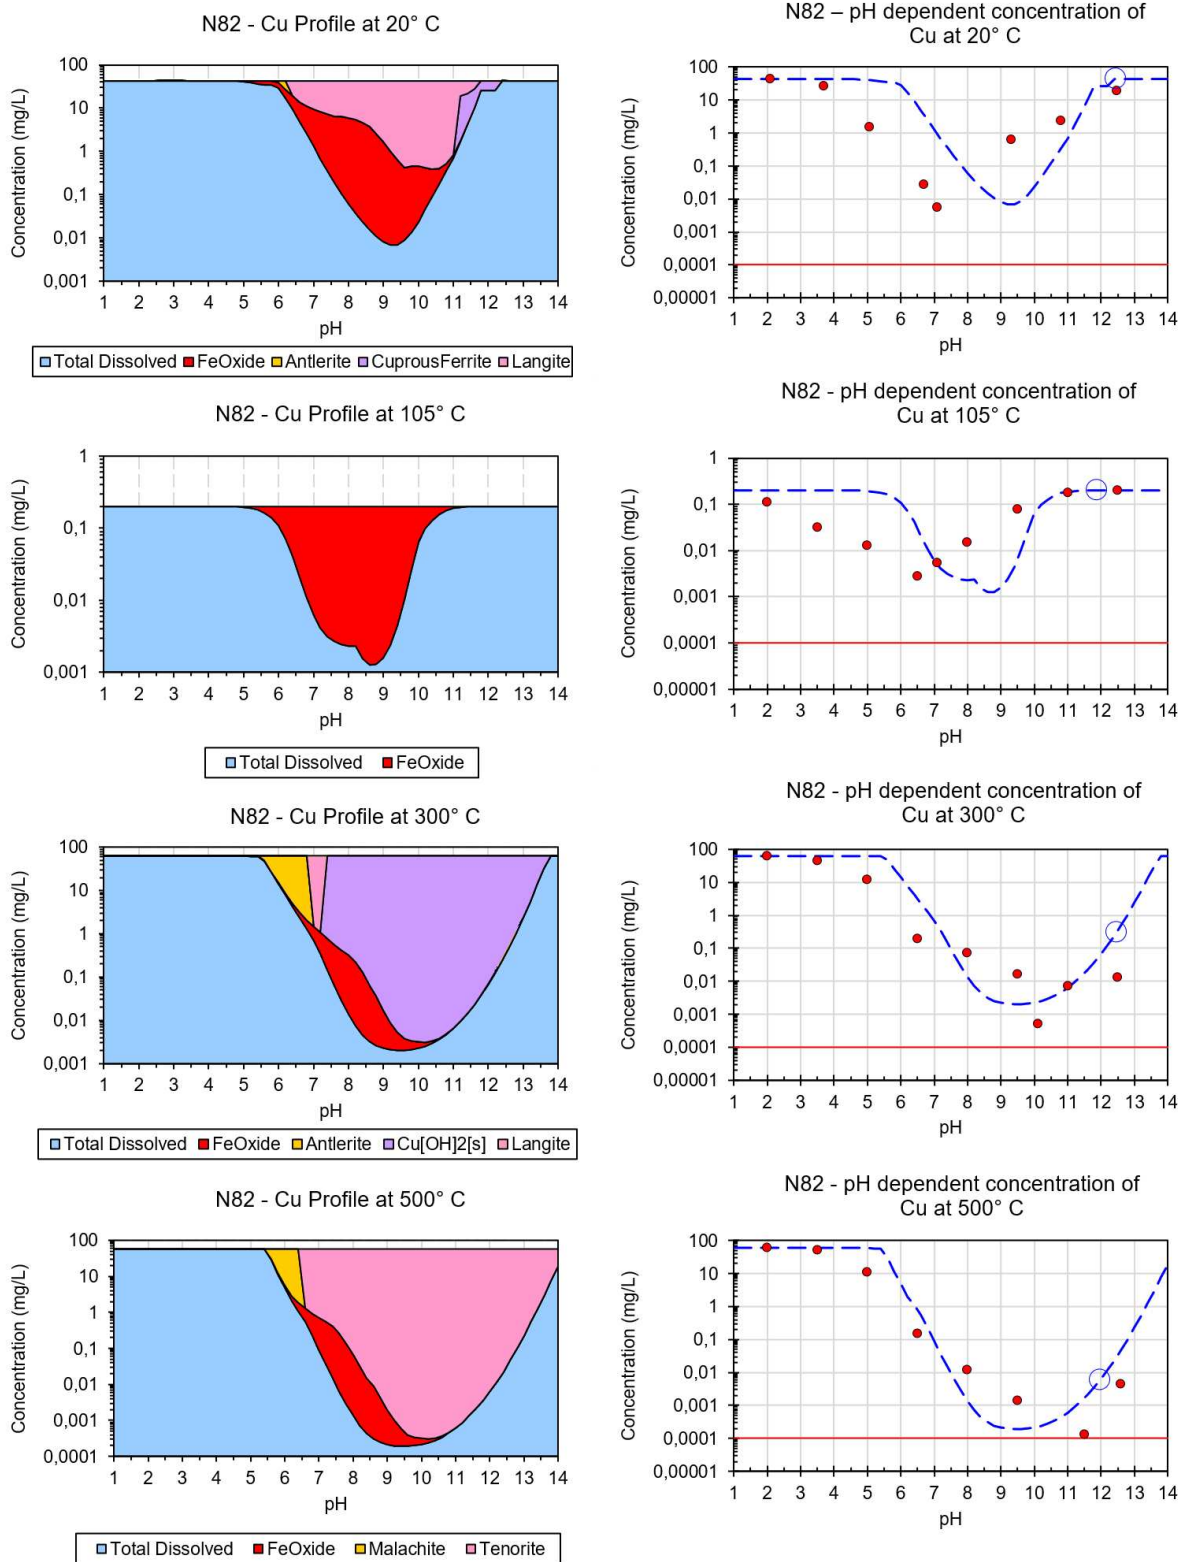 N82 - Cu Profile at 20° C
Concentration (mg/L)
100
10
1
0,1
0,01
0,001
1 2 3 4 5 6 7 8 9 10 11 12 13 14
pH
Total Dissolved FeOxide Antlerite CuprousFerrite Langite
N82 – pH dependent concentration of
Cu at 20° C
Concentration (mg/L)
100
10
1
0,1
0,01
0,001
0,0001
0,00001
1 2 3 4 5 6 7 8 9 10 11 12 13 14
pH
N82 - Cu Profile at 105° C
Concentration (mg/L)
1
0,1
0,01
0,001
1 2 3 4 5 6 7 8 9 10 11 12 13 14
pH
Total Dissolved FeOxide
N82 - pH dependent concentration of
Cu at 105° C
Concentration (mg/L)
1
0,1
0,01
0,001
0,0001
0,00001
1 2 3 4 5 6 7 8 9 10 11 12 13 14
pH
N82 - Cu Profile at 300° C
Concentration (mg/L)
100
10
1
0,1
0,01
0,001
1 2 3 4 5 6 7 8 9 10 11 12 13 14
pH
Total Dissolved FeOxide Antlerite Cu[OH]2[s] Langite
N82 - pH dependent concentration of
Cu at 300° C
Concentration (mg/L)
100
10
1
0,1
0,01
0,001
0,0001
0,00001
1 2 3 4 5 6 7 8 9 10 11 12 13 14
pH
N82 - Cu Profile at 500° C
Concentration (mg/L)
100
10
1
0,1
0,01
0,001
0,0001
1 2 3 4 5 6 7 8 9 10 11 12 13 14
pH
Total Dissolved FeOxide Malachite Tenorite
N82 - pH dependent concentration of
Cu at 500° C
Concentration (mg/L)
100
10
1
0,1
0,01
0,001
0,0001
0,00001
1 2 3 4 5 6 7 8 9 10 11 12 13 14
pH